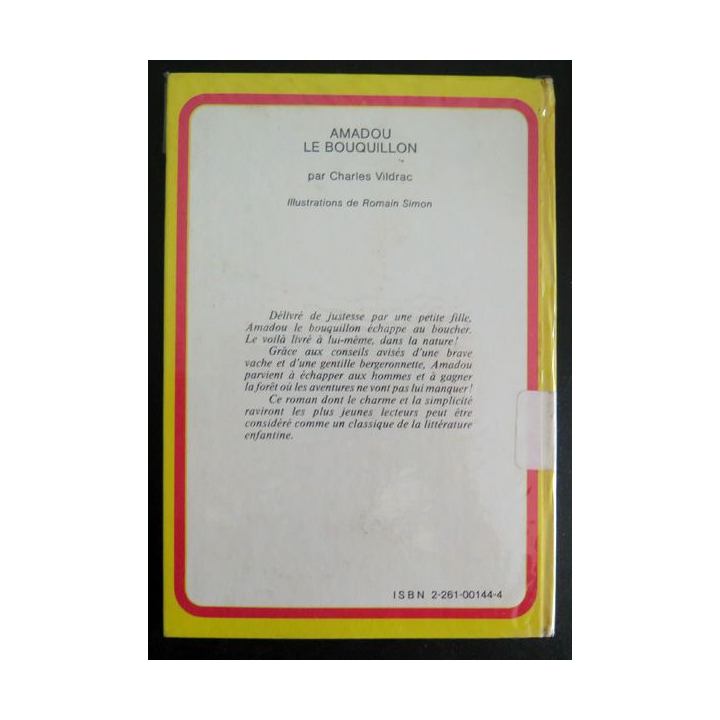 AMADOU
LE BOUQUILLON
par Charles Vildrac
Illustrations de Romain Simon
Délivré de justesse par une petite fille,
Amadou le bouquillon échappe au boucher.
Le voilà livré à lui-même, dans la nature!
Grâce aux conseils avisés d'une brave
vache et d'une gentille bergeronnette, Amadou
parvient à échapper aux hommes et à gagner
la forêt où les aventures ne vont pas lui manquer!
Ce roman dont le charme et la simplicité
raviront les plus jeunes lecteurs peut être
considéré comme un classique de la littérature
enfantine.
ISBN 2-261-00144-4